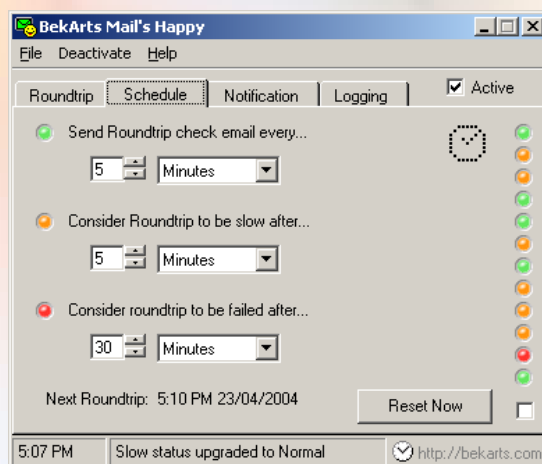 BekArts Mail's Happy
File Deactivate Help
Roundtrip Schedule Notification Logging Active
Send Roundtrip check email every...
5 Minutes
Consider Roundtrip to be slow after...
5 Minutes
Consider roundtrip to be failed after...
30 Minutes
Next Roundtrip: 5:10 PM 23/04/2004 Reset Now
5:07 PM Slow status upgraded to Normal http://bekarts.com